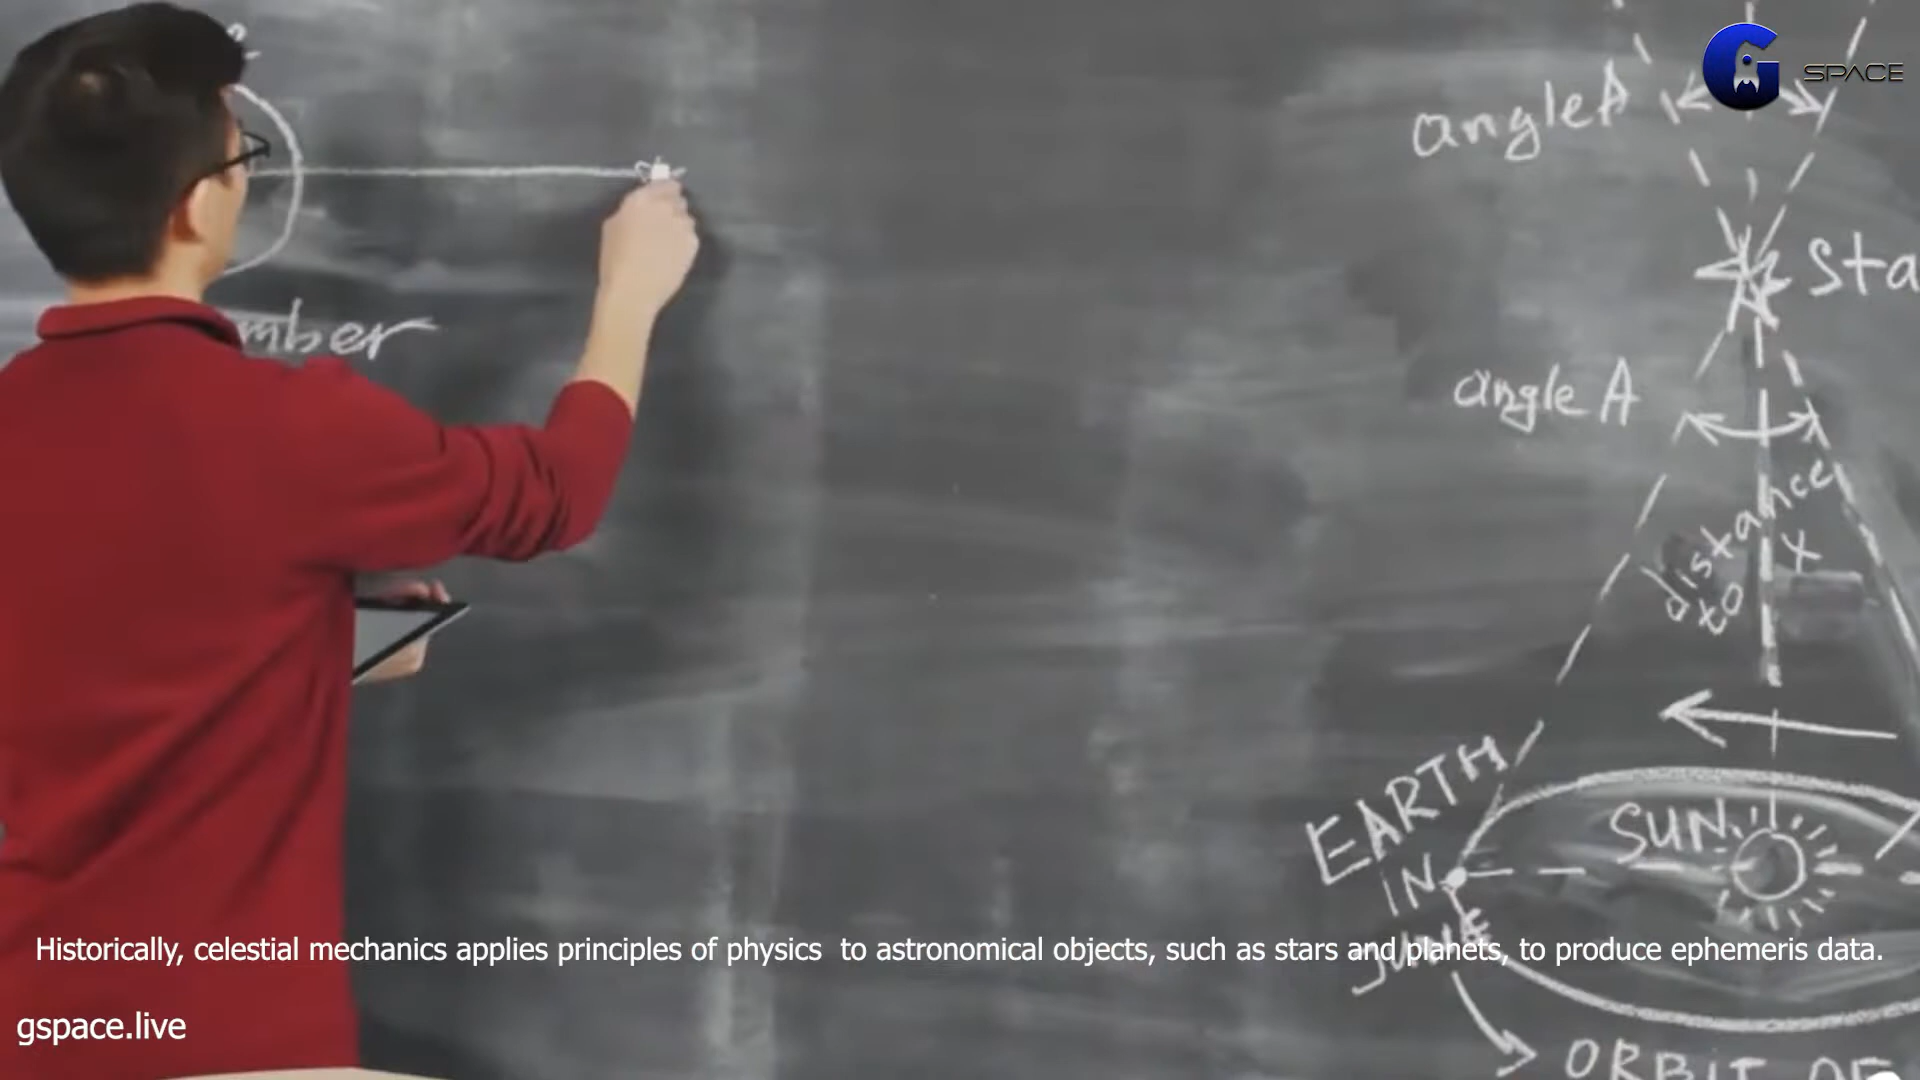 G SPACE
angle A
sta
angle A
distance
to X
EARTH
IN
JUNE
SUN
mber
ORBIT OF
Historically, celestial mechanics applies principles of physics to astronomical objects, such as stars and planets, to produce ephemeris data.
gspace.live